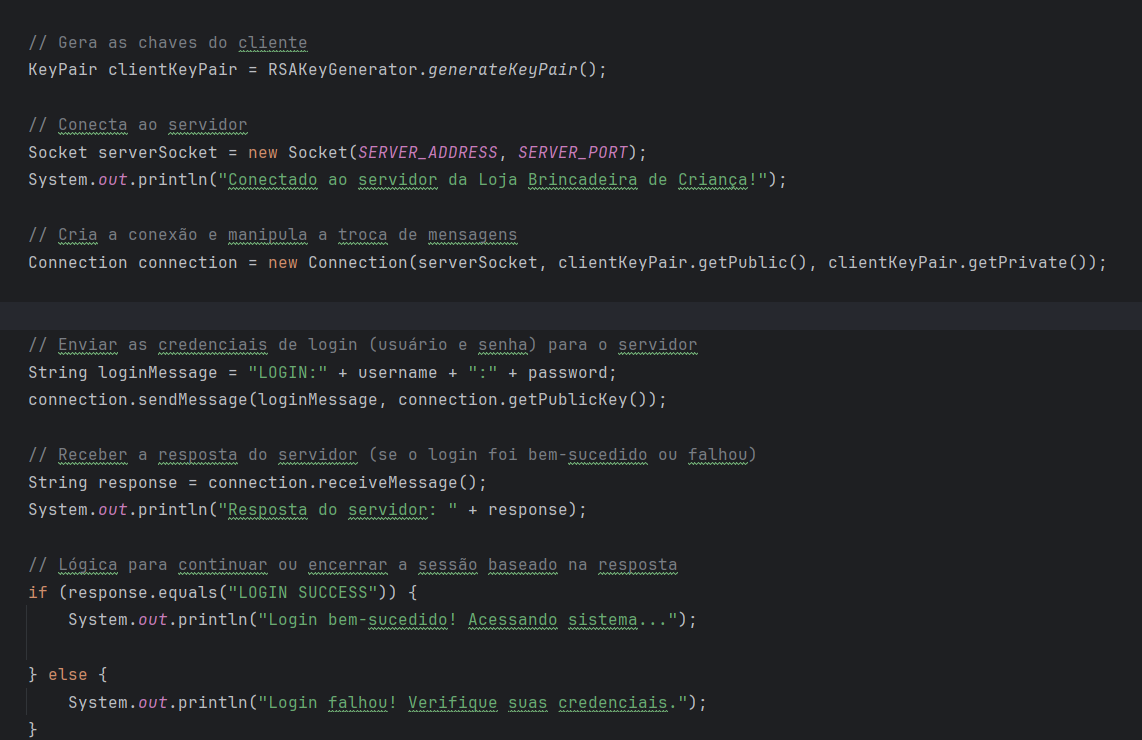 // Gera as chaves do cliente
KeyPair clientKeyPair = RSAKeyGenerator.generateKeyPair();
// Conecta ao servidor
Socket serverSocket = new Socket(SERVER_ADDRESS, SERVER_PORT);
System.out.println("Conectado ao servidor da Loja Brincadeira de Criança!");
// Cria a conexão e manipula a troca de mensagens
Connection connection = new Connection(serverSocket, clientKeyPair.getPublic(), clientKeyPair.getPrivate());
// Enviar as credenciais de login (usuário e senha) para o servidor
String loginMessage = "LOGIN:" + username + ":" + password;
connection.sendMessage(loginMessage, connection.getPublicKey());
// Receber a resposta do servidor (se o login foi bem-sucedido ou falhou)
String response = connection.receiveMessage();
System.out.println("Resposta do servidor: " + response);
// Lógica para continuar ou encerrar a sessão baseado na resposta
if (response.equals("LOGIN SUCCESS")) {
    System.out.println("Login bem-sucedido! Acessando sistema...");
} else {
    System.out.println("Login falhou! Verifique suas credenciais.");
}